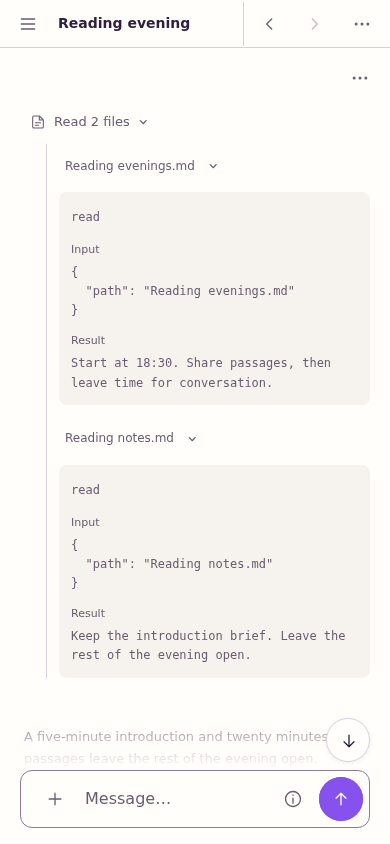 Reading evening
Read 2 files
Reading evenings.md
read
Input
{
"path": "Reading evenings.md"
}
Result
Start at 18:30. Share passages, then
leave time for conversation.
Reading notes.md
read
Input
{
"path": "Reading notes.md"
}
Result
Keep the introduction brief. Leave the
rest of the evening open.
A five-minute introduction and twenty minutes
passages leave the rest of the evening open.
Message…